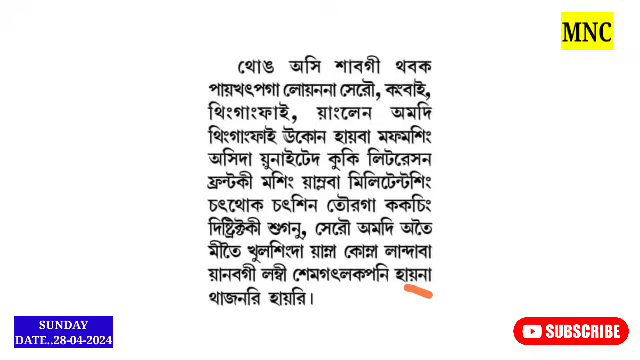 MNC
থোঙ অসি শাবগী থবক
পায়খৎপগা লোয়ননা সেরৌ, কংবাই,
থিংগাংফাই, য়াংলেন অমদি
থিংগাংফাই ঊকোন হায়বা মফমশিং
অসিদা য়ুনাইটেদ কুকি লিটরেসন
ফ্রন্টকী মশিং য়াম্লবা মিলিটেন্টশিং
চৎথোক চৎশিন তৌরগা ককচিং
দিষ্ট্রিক্টকী শুগনু, সেরৌ অমদি অতৈ
মীতৈ খুলশিংদা য়াম্না কোম্না লান্দাবা
য়ানবগী লম্বী শেমগৎলকপনি হায়না
থাজনরি হায়রি।
SUNDAY
DATE..28-04-2024
SUBSCRIBE